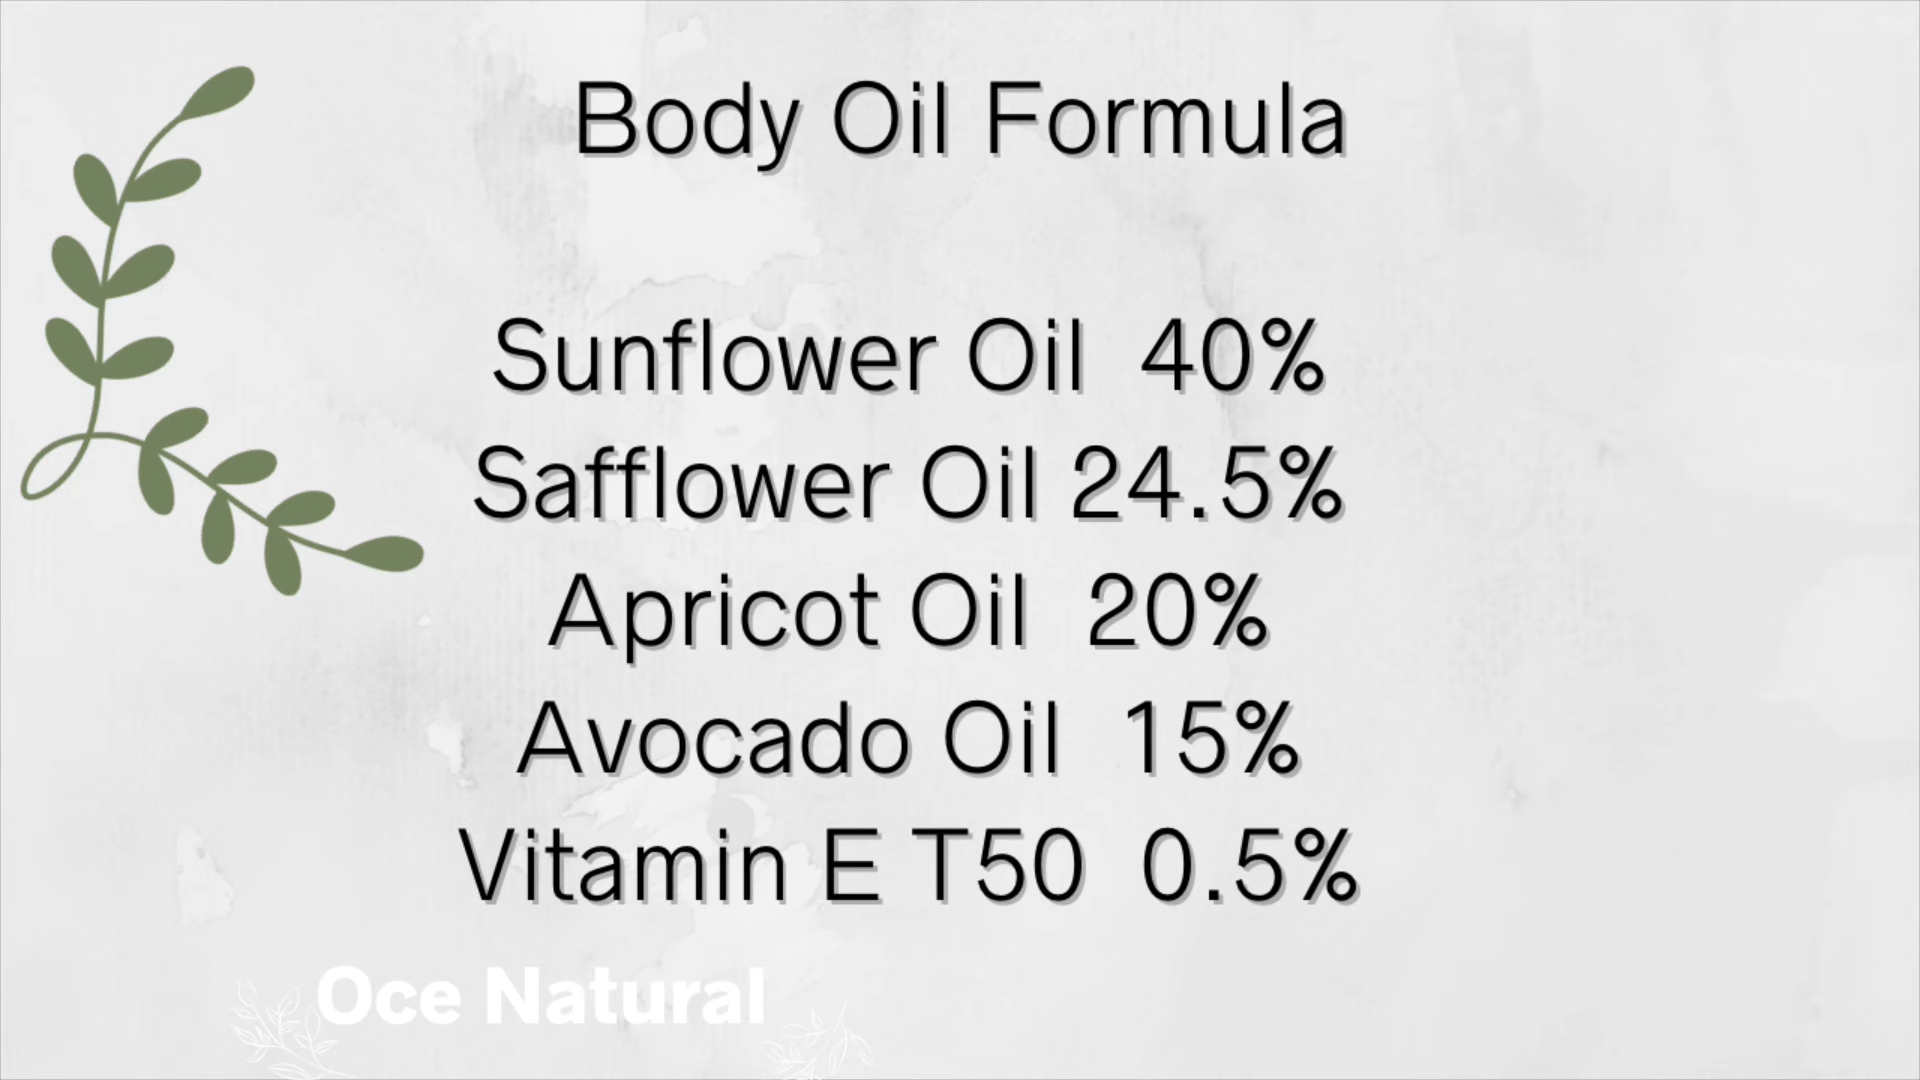 Body Oil Formula
Sunflower Oil 40%
Safflower Oil 24.5%
Apricot Oil 20%
Avocado Oil 15%
Vitamin E T50 0.5%
Oce Natural